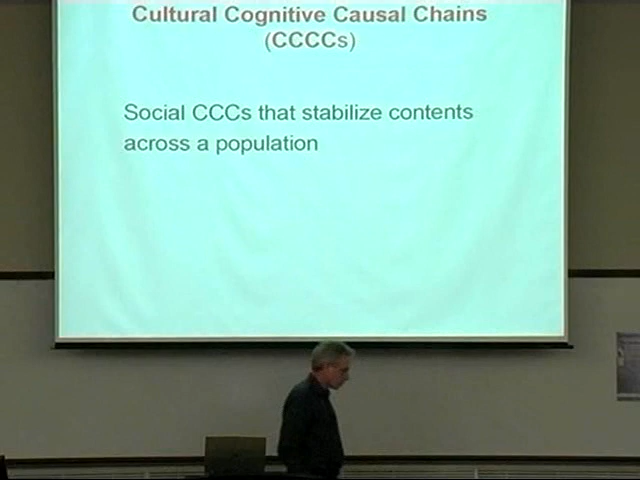 Cultural Cognitive Causal Chains
(CCCCs)
Social CCCs that stabilize contents
across a population